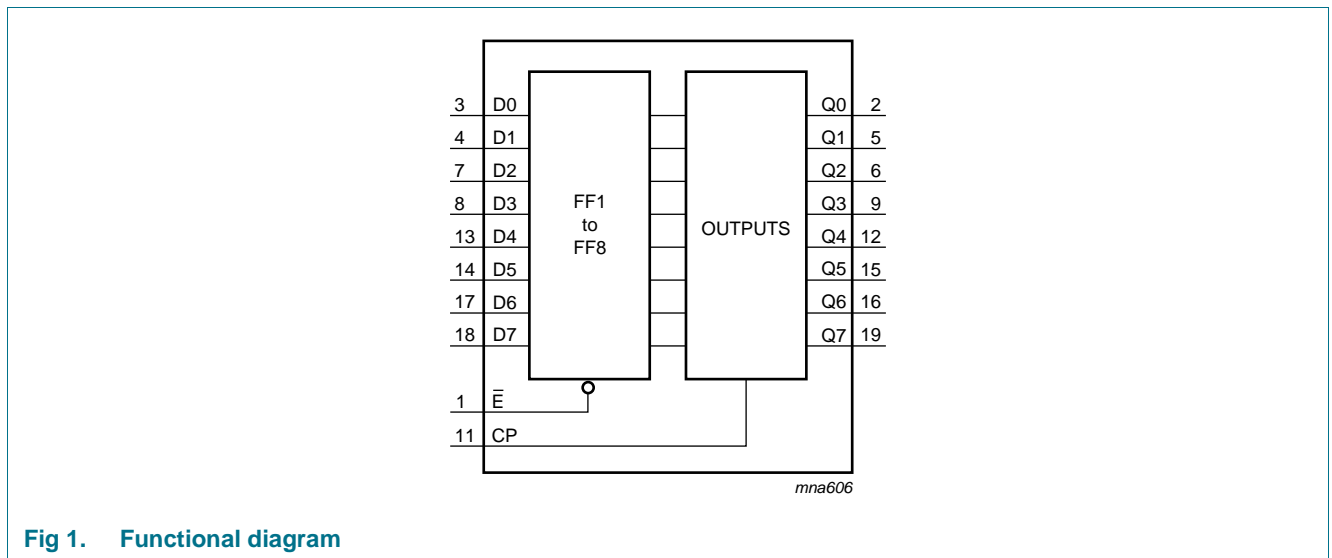 3 D0 Q0 2
4 D1 Q1 5
7 D2 Q2 6
8 D3 FF1 Q3 9
to OUTPUTS
13 D4 FF8 Q4 12
14 D5 Q5 15
17 D6 Q6 16
18 D7 Q7 19
1 E̅
11 CP
mna606
Fig 1. Functional diagram